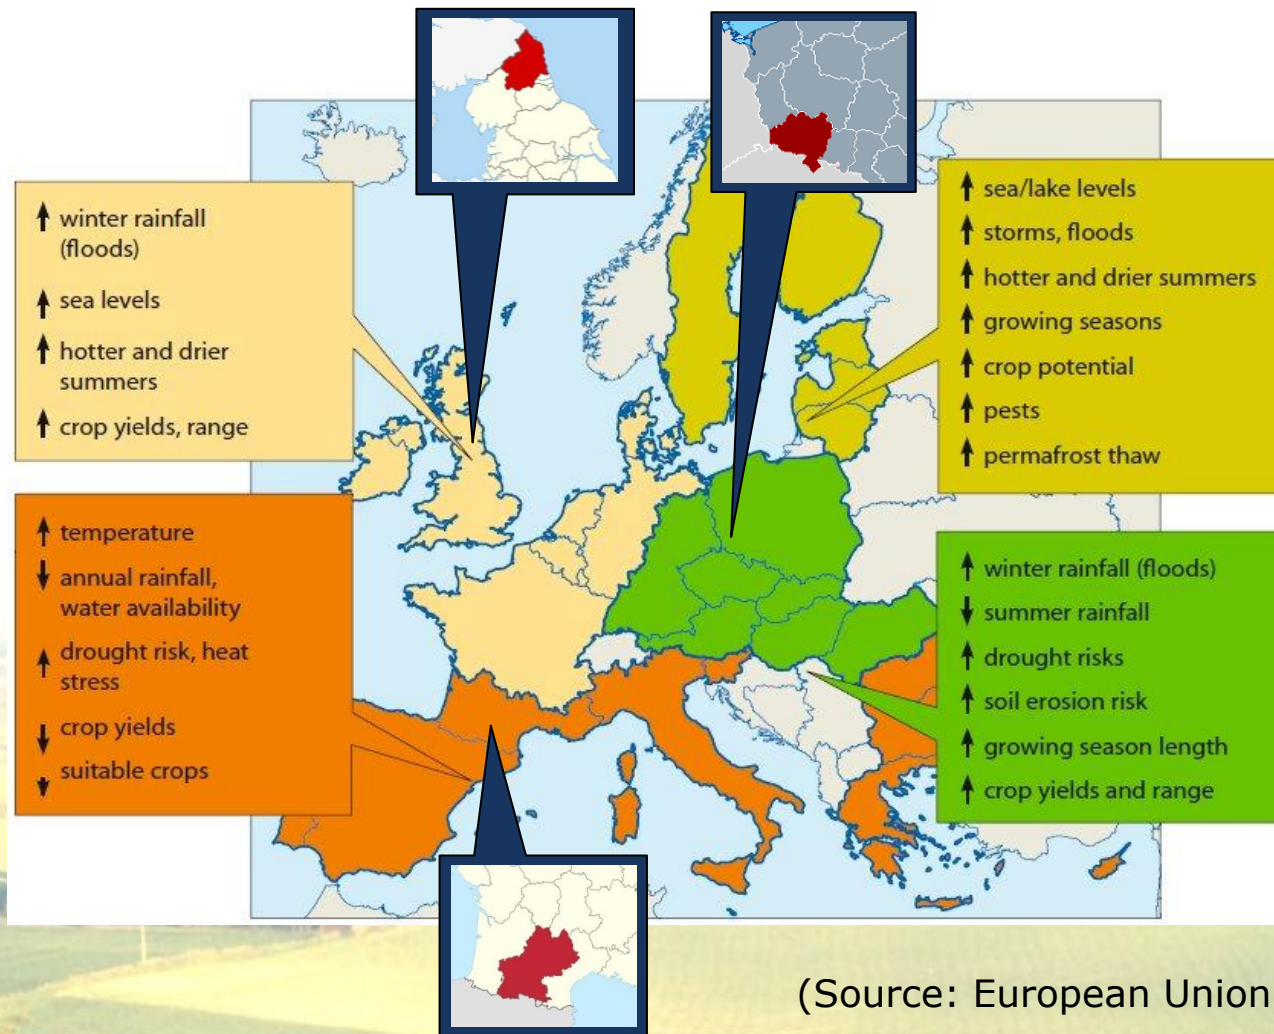 ↑ winter rainfall
(floods)
↑ sea levels
↑ hotter and drier
summers
↑ crop yields, range
↑ temperature
↓ annual rainfall,
water availability
↑ drought risk, heat
stress
↓ crop yields
↓ suitable crops
↑ sea/lake levels
↑ storms, floods
↑ hotter and drier summers
↑ growing seasons
↑ crop potential
↑ pests
↑ permafrost thaw
↑ winter rainfall (floods)
↓ summer rainfall
↑ drought risks
↑ soil erosion risk
↑ growing season length
↑ crop yields and range
(Source: European Union